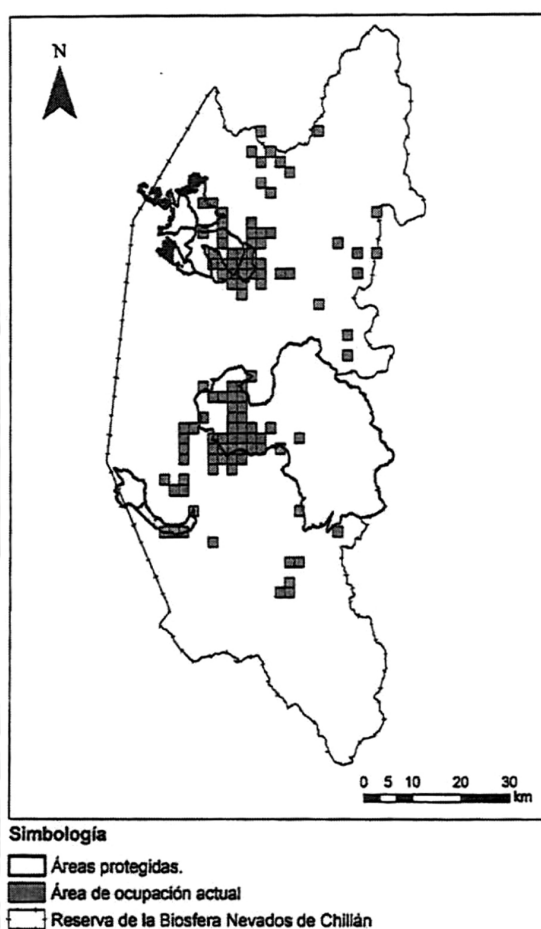 N
0 5 10 20 30
km
Simbología
Áreas protegidas.
Área de ocupación actual
Reserva de la Biosfera Nevados de Chillán